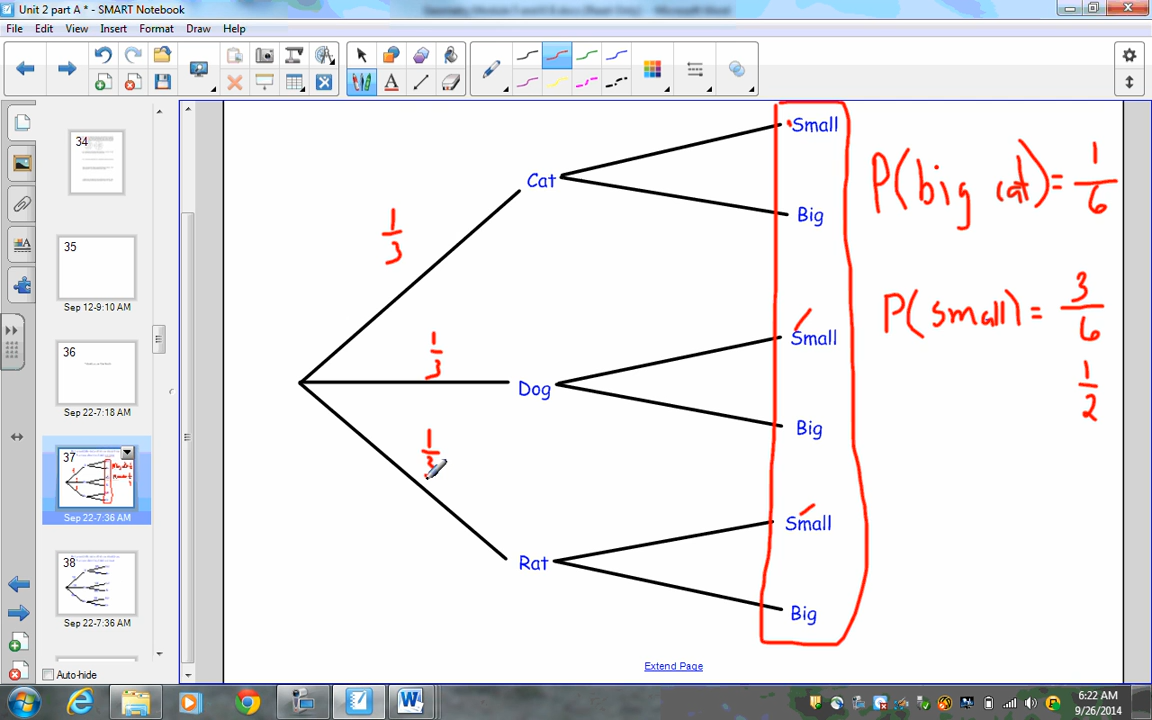 Unit 2 part A * - SMART Notebook
File Edit View Insert Format Draw Help
34
35
Sep 12-9:10 AM
36
Sep 22-7:18 AM
37
Sep 22-7:36 AM
38
Sep 22-7:36 AM
Auto-hide
Small
Cat
Big
1/3
P(big cat) = 1/6
P(small) = 3/6
1/2
Small
1/3
Dog
Big
1/3
Small
Rat
Big
Extend Page
6:22 AM
9/26/2014